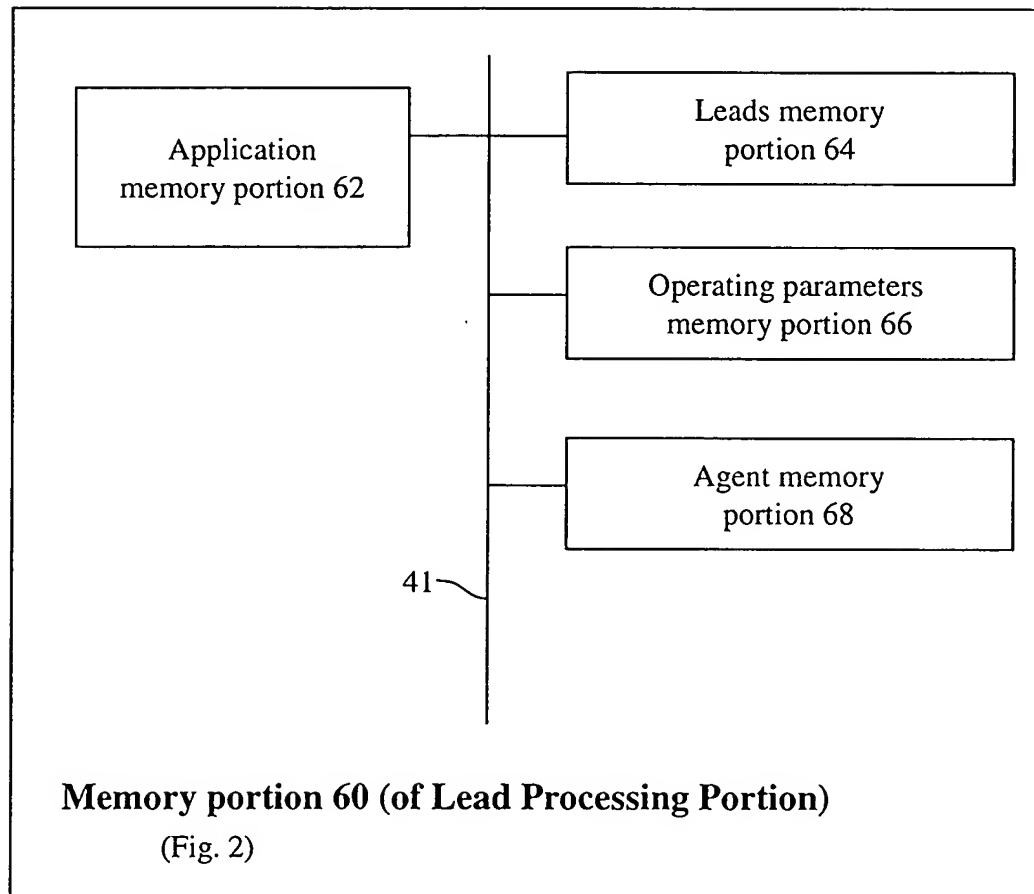 Application
memory portion 62
Leads memory
portion 64
Operating parameters
memory portion 66
Agent memory
portion 68
41
Memory portion 60 (of Lead Processing Portion)
(Fig. 2)